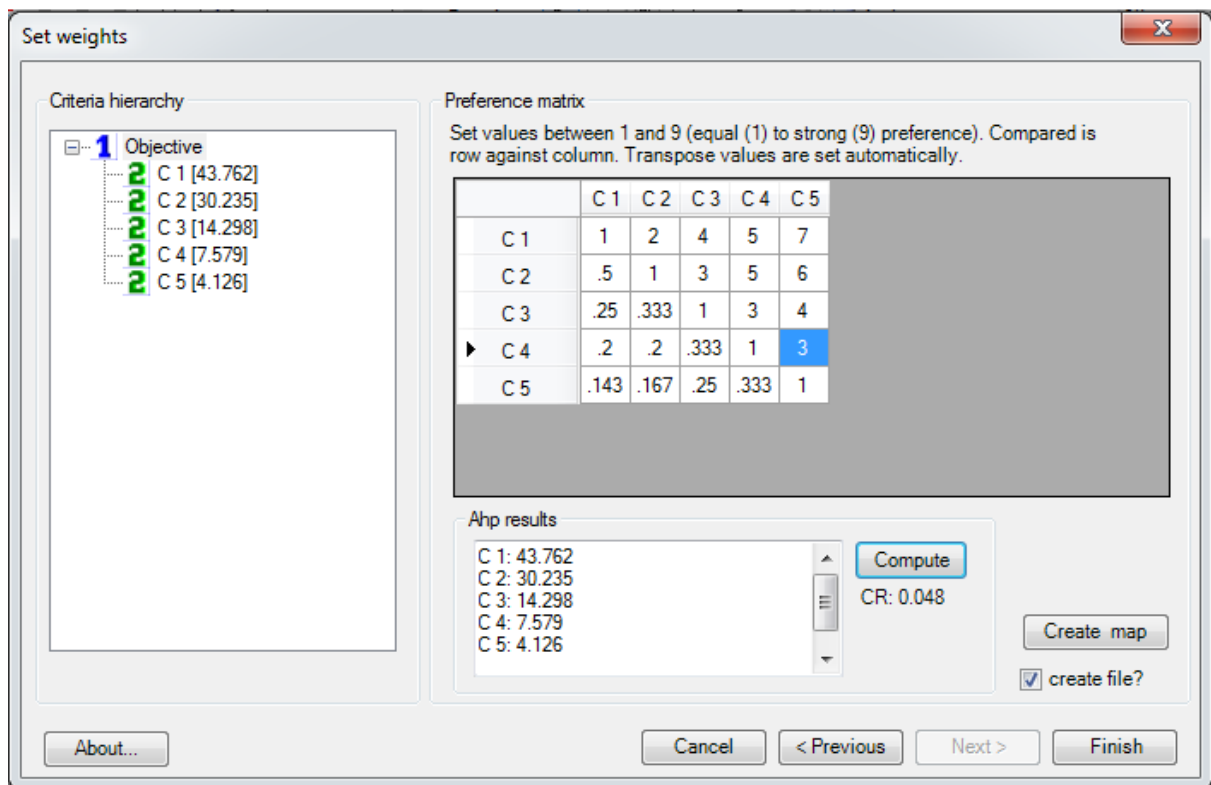 Set weights
Criteria hierarchy
1 Objective
2 C 1 [43.762]
2 C 2 [30.235]
2 C 3 [14.298]
2 C 4 [7.579]
2 C 5 [4.126]
Preference matrix
Set values between 1 and 9 (equal (1) to strong (9) preference). Compared is
row against column. Transpose values are set automatically.
C 1 C 2 C 3 C 4 C 5
C 1 1 2 4 5 7
C 2 .5 1 3 5 6
C 3 .25 .333 1 3 4
C 4 .2 .2 .333 1 3
C 5 .143 .167 .25 .333 1
Ahp results
C 1: 43.762
C 2: 30.235
C 3: 14.298
C 4: 7.579
C 5: 4.126
Compute
CR: 0.048
Create map
create file?
About...
Cancel
< Previous
Next >
Finish